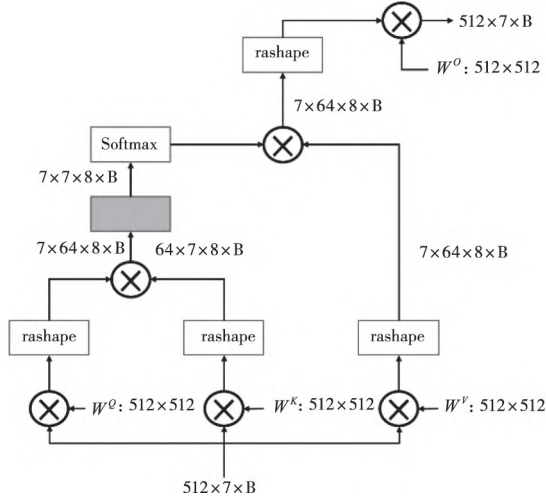 512×7×B
rashape
W^O: 512×512
7×64×8×B
Softmax
7×7×8×B
7×64×8×B 64×7×8×B
7×64×8×B
rashape rashape rashape
W^Q: 512×512 W^K: 512×512 W^V: 512×512
512×7×B